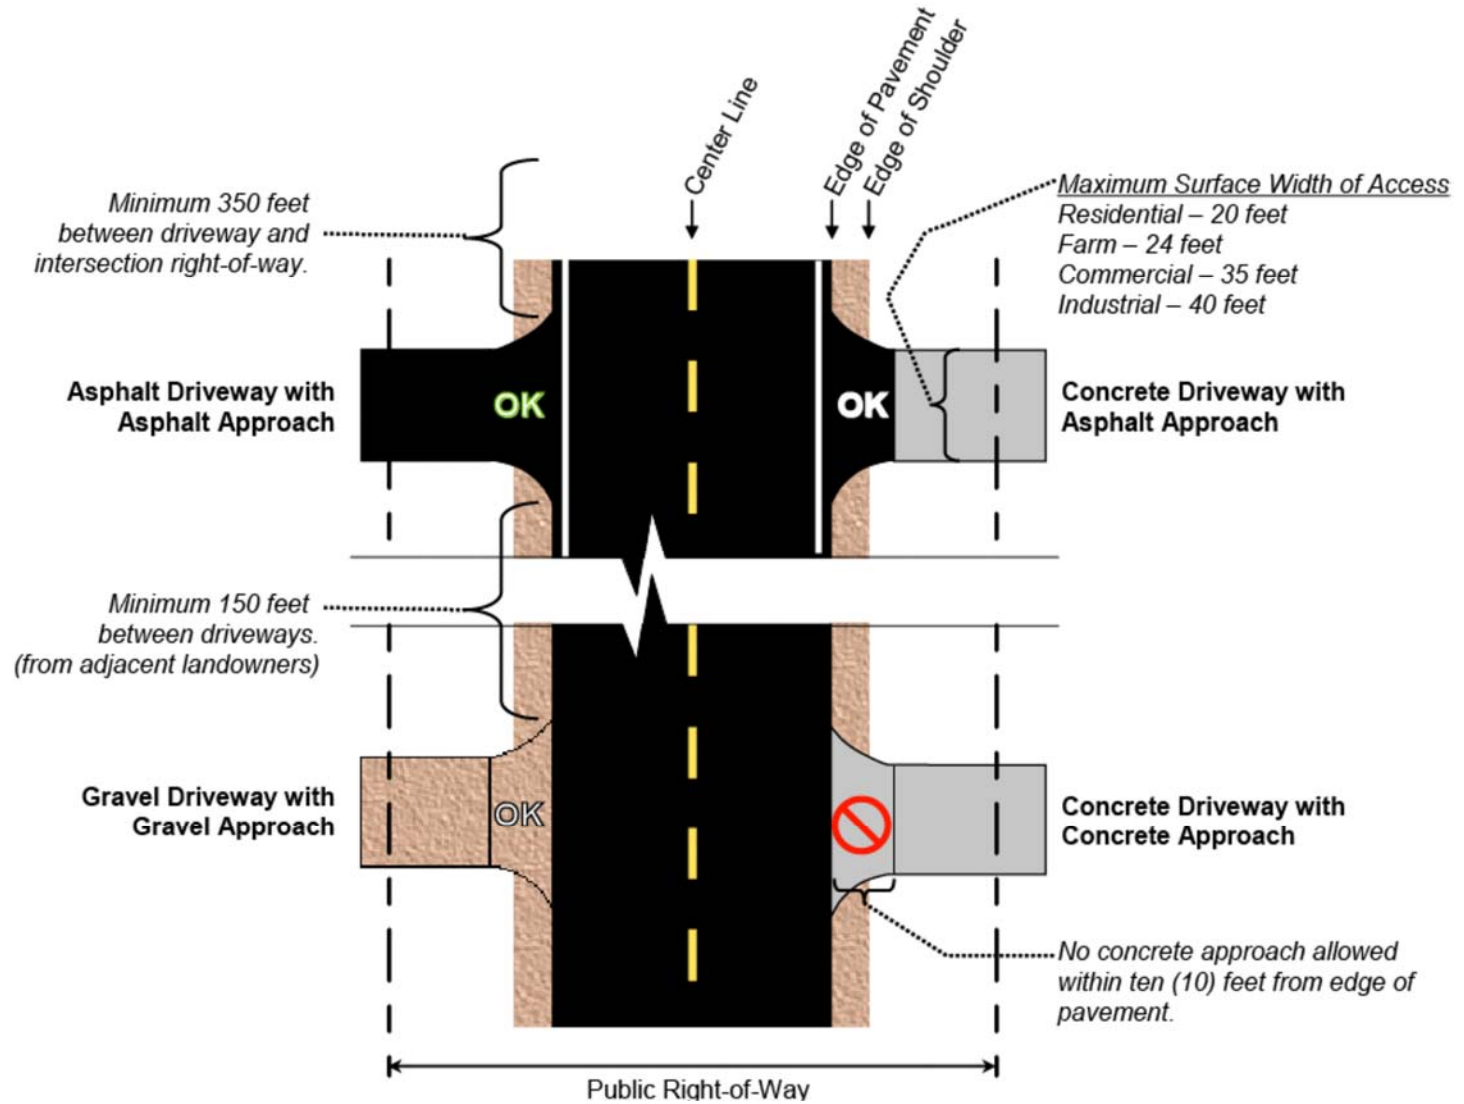 Center Line
Edge of Pavement
Edge of Shoulder
Minimum 350 feet
between driveway and
intersection right-of-way.
Maximum Surface Width of Access
Residential – 20 feet
Farm – 24 feet
Commercial – 35 feet
Industrial – 40 feet
Asphalt Driveway with
Asphalt Approach
OK
OK
Concrete Driveway with
Asphalt Approach
Minimum 150 feet
between driveways.
(from adjacent landowners)
Gravel Driveway with
Gravel Approach
OK
Concrete Driveway with
Concrete Approach
No concrete approach allowed
within ten (10) feet from edge of
pavement.
Public Right-of-Way